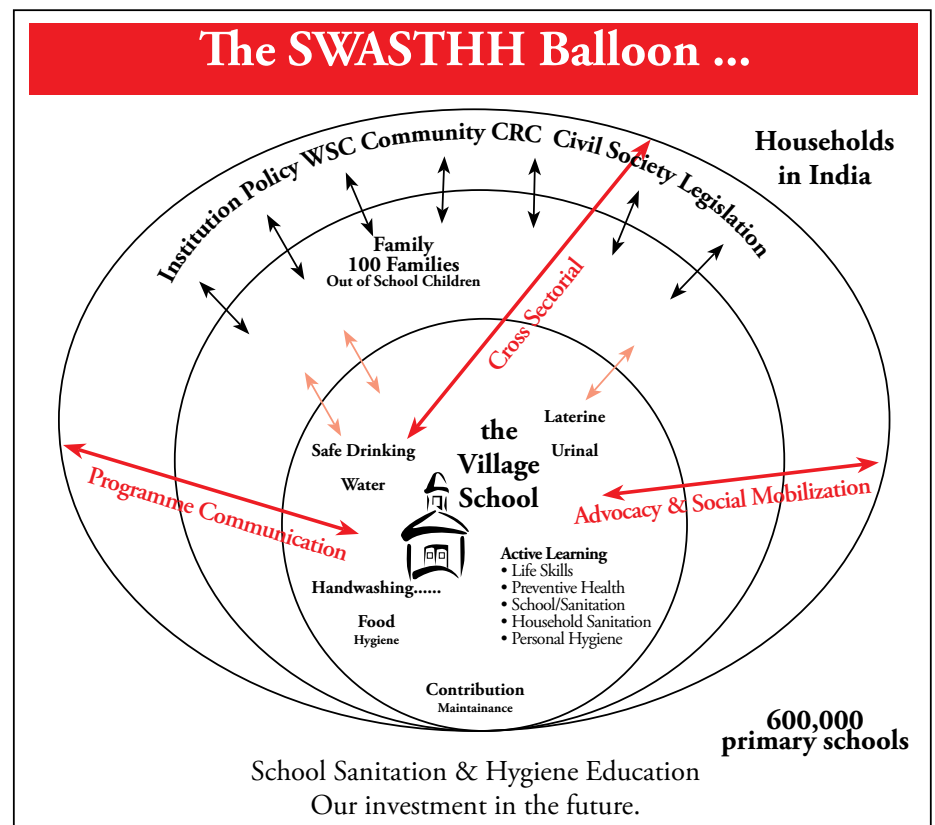 The SWASTHH Balloon ...
Institution Policy WSC Community CRC Civil Society Legislation
Households
in India
Family
100 Families
Out of School Children
Cross Sectorial
Laterine
Urinal
Safe Drinking
Water
the
Village
School
Programme Communication
Advocacy & Social Mobilization
Handwashing......
Food
Hygiene
Active Learning
• Life Skills
• Preventive Health
• School/Sanitation
• Household Sanitation
• Personal Hygiene
Contribution
Maintainance
600,000
primary schools
School Sanitation & Hygiene Education
Our investment in the future.